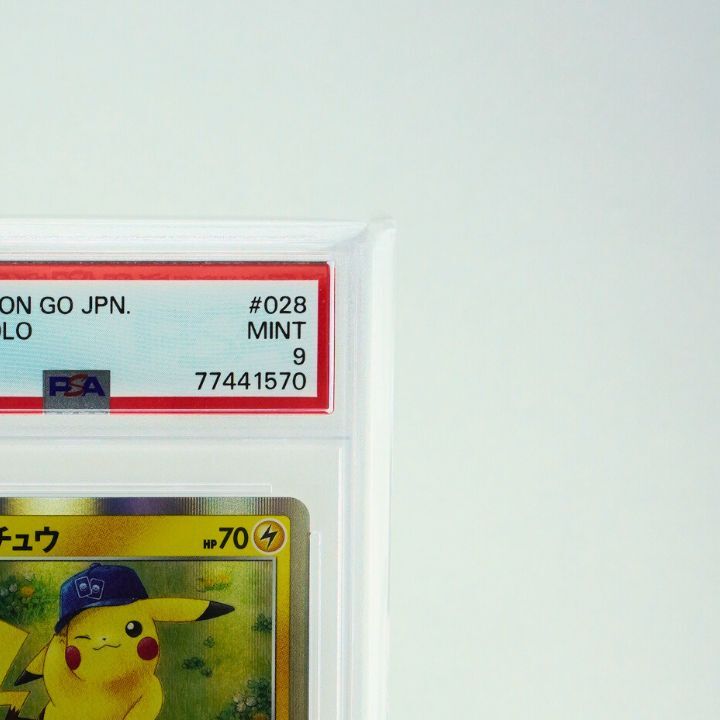 ON GO JPN. #028
OLO MINT
9
PSA 77441570
チュウ HP70